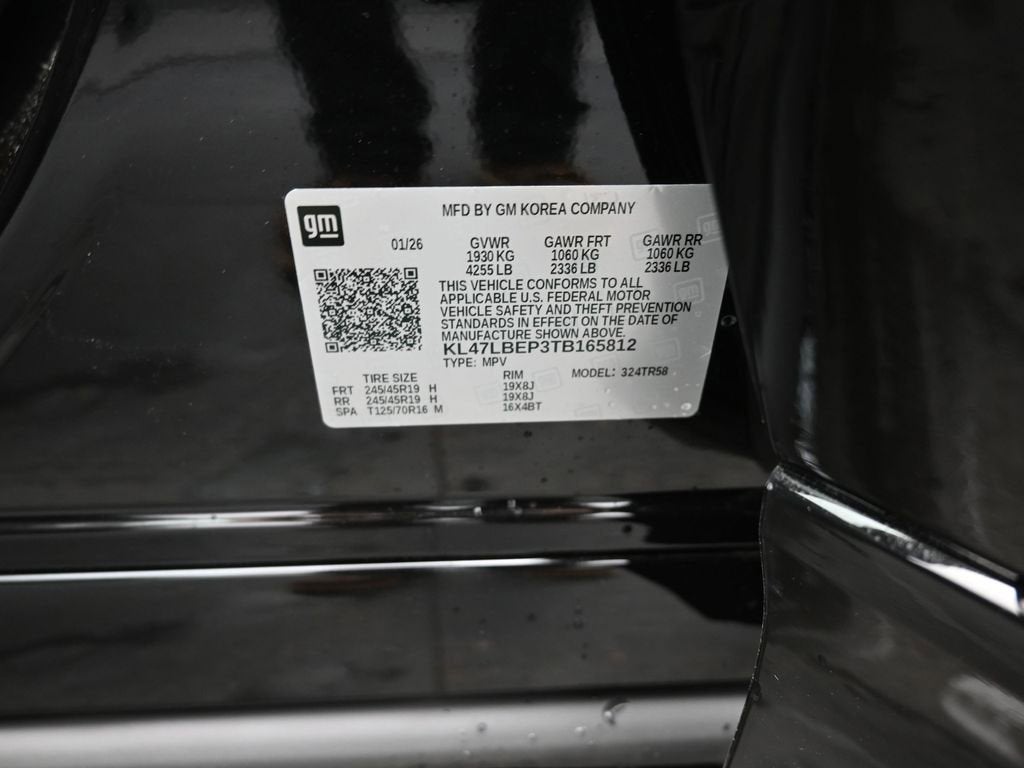 gm
MFD BY GM KOREA COMPANY
01/26 GVWR GAWR FRT GAWR RR
1930 KG 1060 KG 1060 KG
4255 LB 2336 LB 2336 LB
THIS VEHICLE CONFORMS TO ALL
APPLICABLE U.S. FEDERAL MOTOR
VEHICLE SAFETY AND THEFT PREVENTION
STANDARDS IN EFFECT ON THE DATE OF
MANUFACTURE SHOWN ABOVE.
KL47LBEP3TB165812
TYPE: MPV
TIRE SIZE RIM MODEL: 324TR58
FRT 245/45R19 H 19X8J
RR 245/45R19 H 19X8J
SPA T125/70R16 M 16X4BT